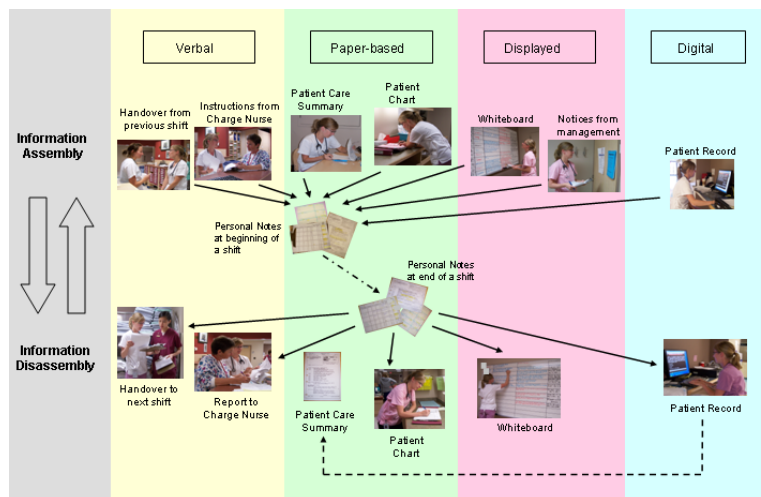 Verbal
Paper-based
Displayed
Digital
Information
Assembly
Handover from
previous shift
Instructions from
Charge Nurse
Patient Care
Summary
Patient
Chart
Whiteboard
Notices from
management
Patient Record
Personal Notes
at beginning of
a shift
Personal Notes
at end of a shift
Information
Disassembly
Handover to
next shift
Report to
Charge Nurse
Patient Care
Summary
Patient
Chart
Whiteboard
Patient Record